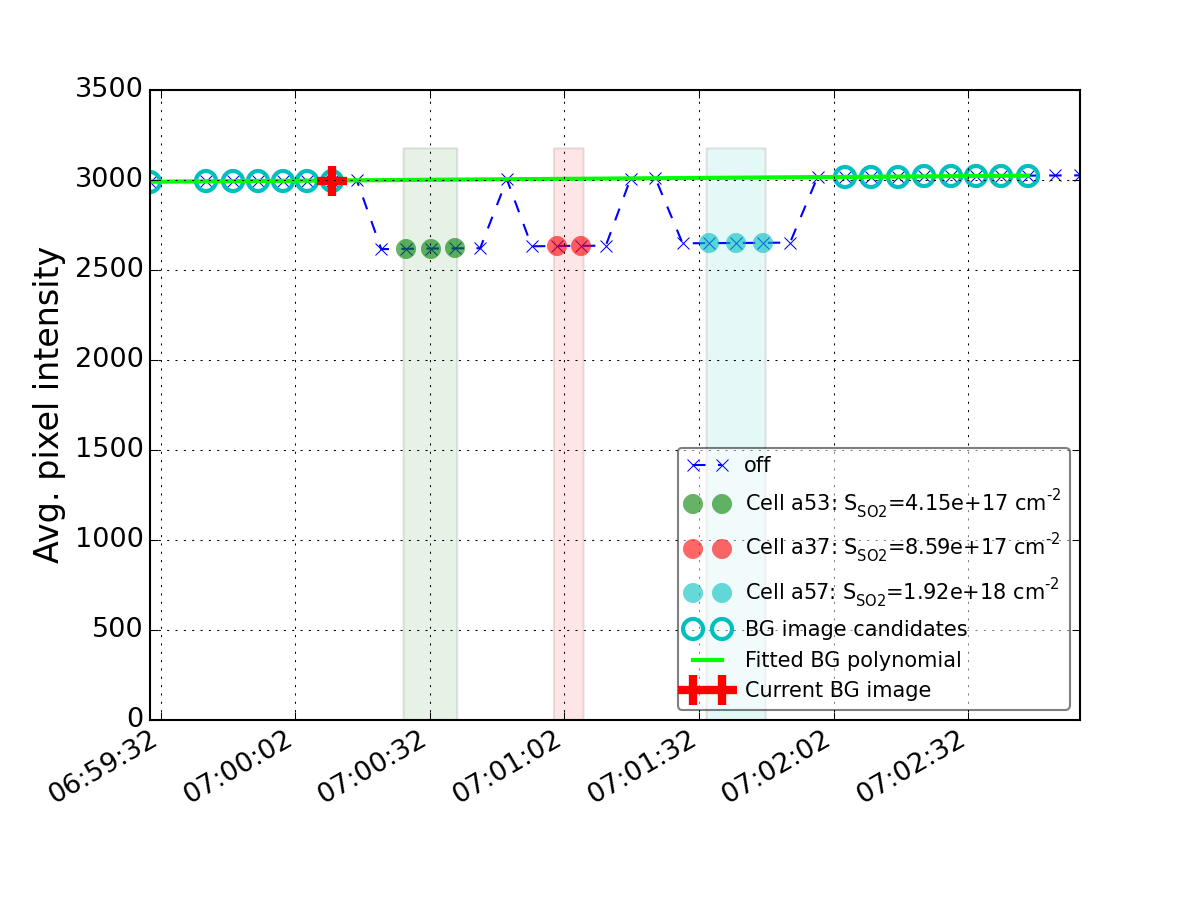 3500
3000
2500
2000
1500
1000
500
0
Avg. pixel intensity
06:59:32
07:00:02
07:00:32
07:01:02
07:01:32
07:02:02
07:02:32
off
Cell a53: S_SO2=4.15e+17 cm^-2
Cell a37: S_SO2=8.59e+17 cm^-2
Cell a57: S_SO2=1.92e+18 cm^-2
BG image candidates
Fitted BG polynomial
Current BG image